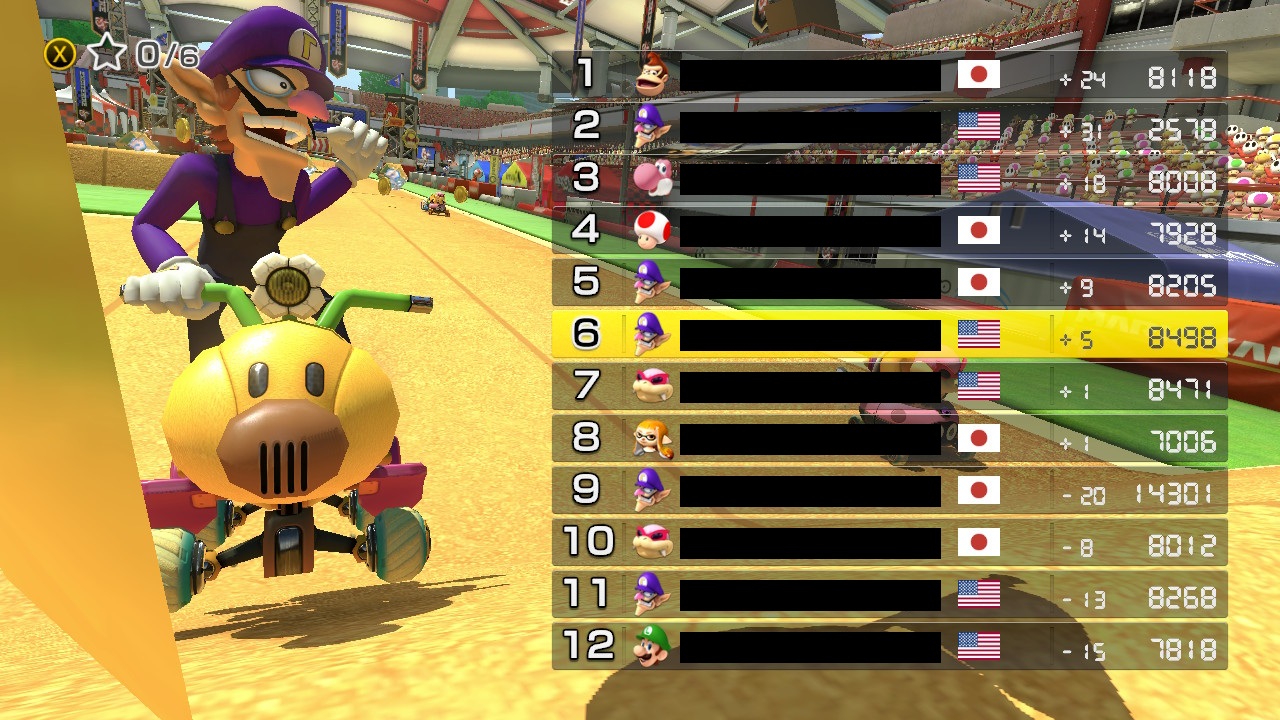 X 0/6
1 + 24 8118
2 + 31 2578
3 + 18 8008
4 + 14 7928
5 + 9 8205
6 + 5 8498
7 + 1 8471
8 + 1 7006
9 - 20 14301
10 - 8 8012
11 - 13 8268
12 - 15 7818